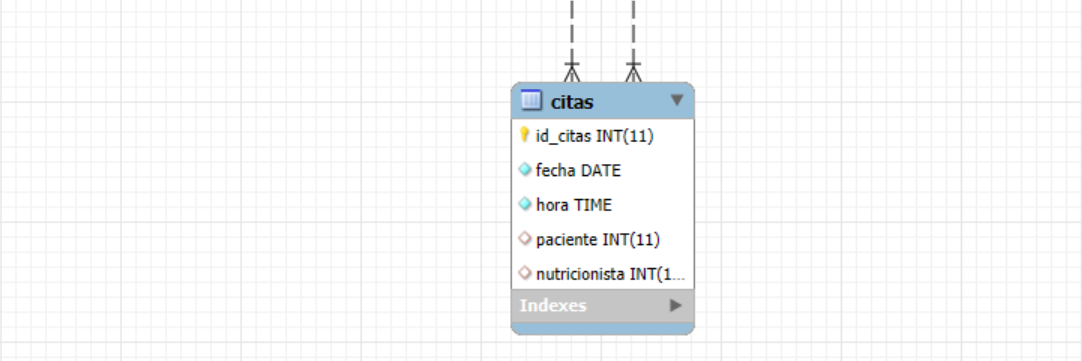 citas
id_citas INT(11)
fecha DATE
hora TIME
paciente INT(11)
nutricionista INT(1...
Indexes